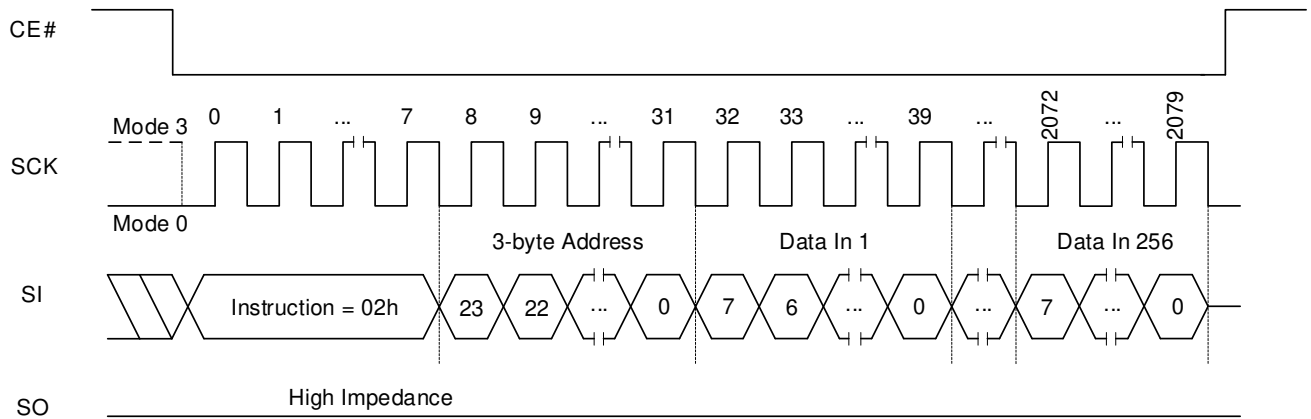 CE#
Mode 3 0 1 ... 7 8 9 ... 31 32 33 ... 39 ... 2072 ... 2079
SCK
Mode 0
3-byte Address Data In 1 Data In 256
SI Instruction = 02h 23 22 ... 0 7 6 ... 0 ... 7 ... 0
SO High Impedance